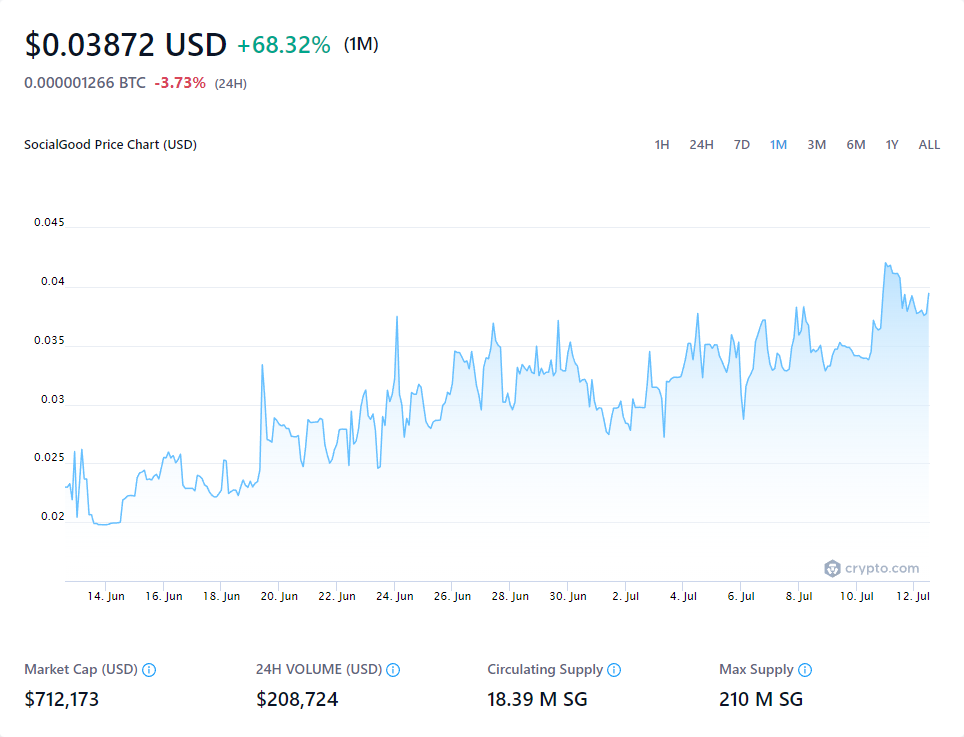 $0.03872 USD +68.32% (1M)
0.000001266 BTC -3.73% (24H)
SocialGood Price Chart (USD) 1H 24H 7D 1M 3M 6M 1Y ALL
0.045
0.04
0.035
0.03
0.025
0.02
crypto.com
14. Jun 16. Jun 18. Jun 20. Jun 22. Jun 24. Jun 26. Jun 28. Jun 30. Jun 2. Jul 4. Jul 6. Jul 8. Jul 10. Jul 12. Jul
Market Cap (USD) 24H VOLUME (USD) Circulating Supply Max Supply
$712,173 $208,724 18.39 M SG 210 M SG